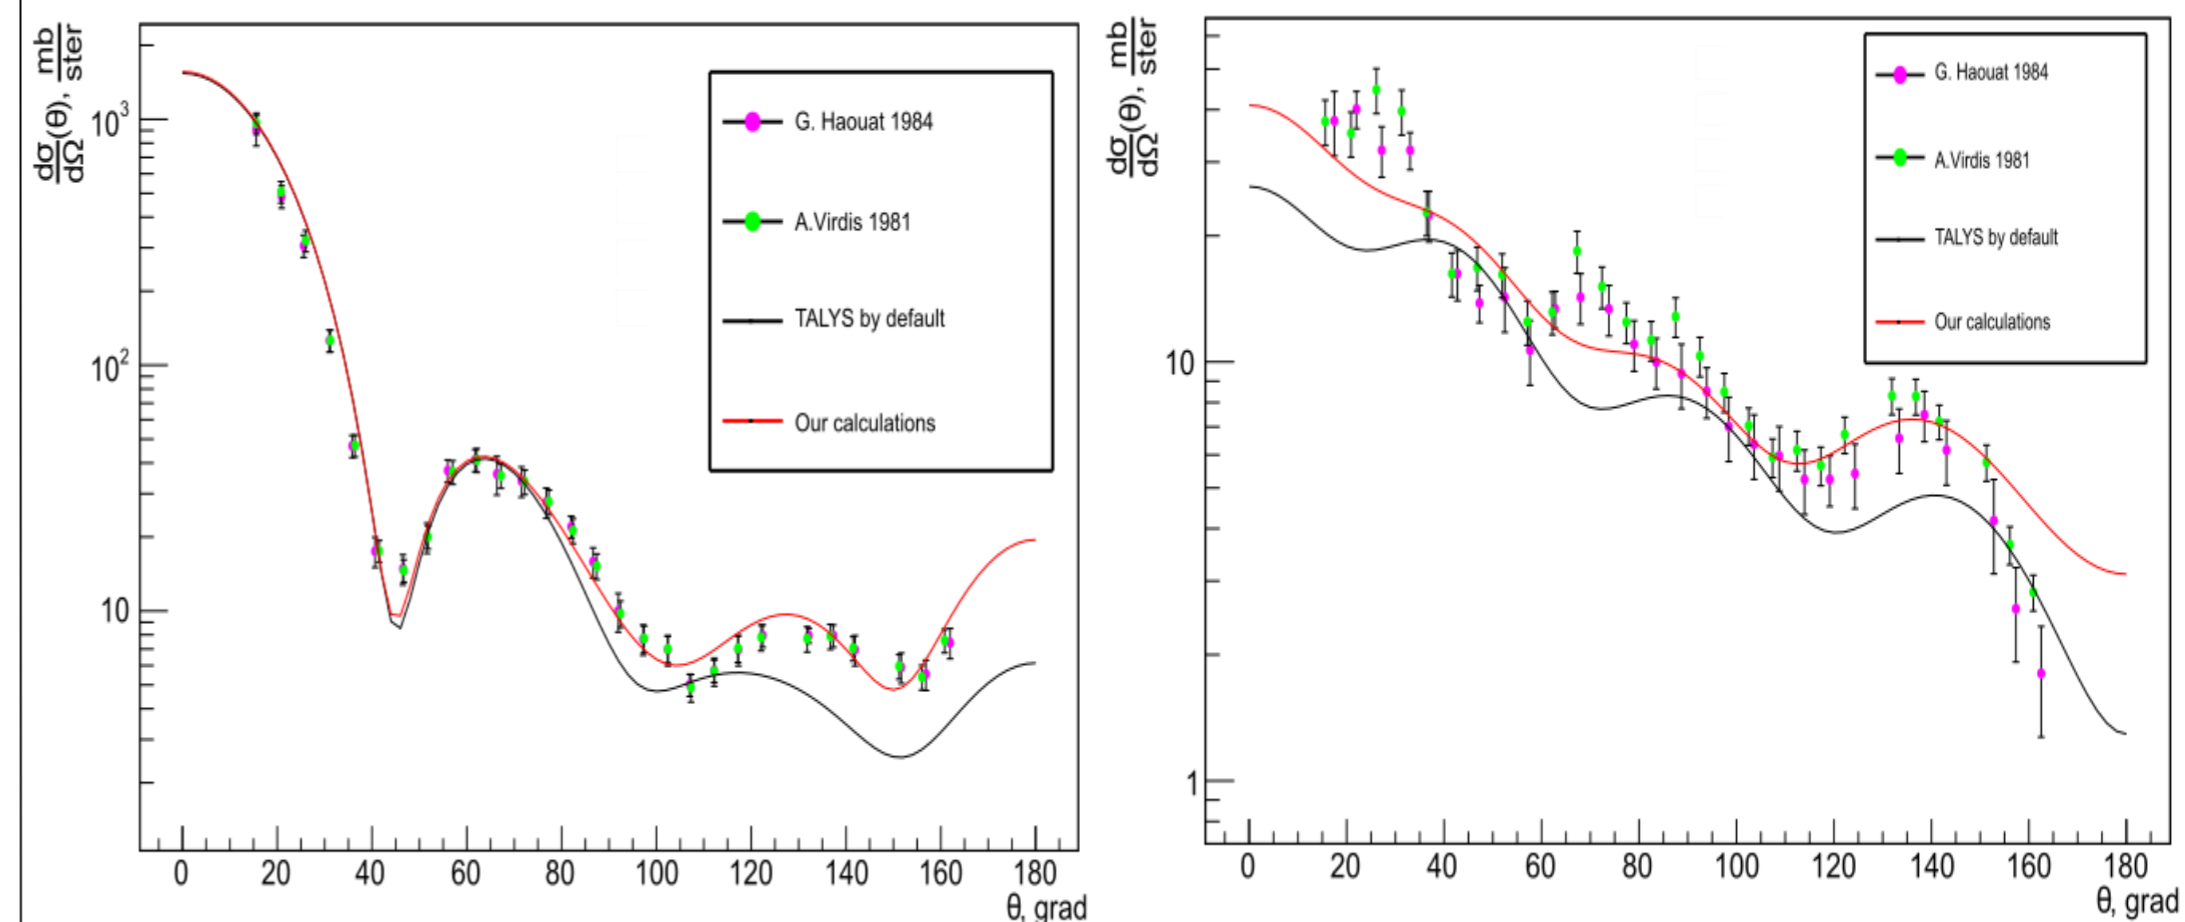 dσ/dΩ(θ), mb/ster
10³
10²
10
0 20 40 60 80 100 120 140 160 180
θ, grad
G. Haouat 1984
A.Virdis 1981
TALYS by default
Our calculations
dσ/dΩ(θ), mb/ster
10
1
0 20 40 60 80 100 120 140 160 180
θ, grad
G. Haouat 1984
A.Virdis 1981
TALYS by default
Our calculations